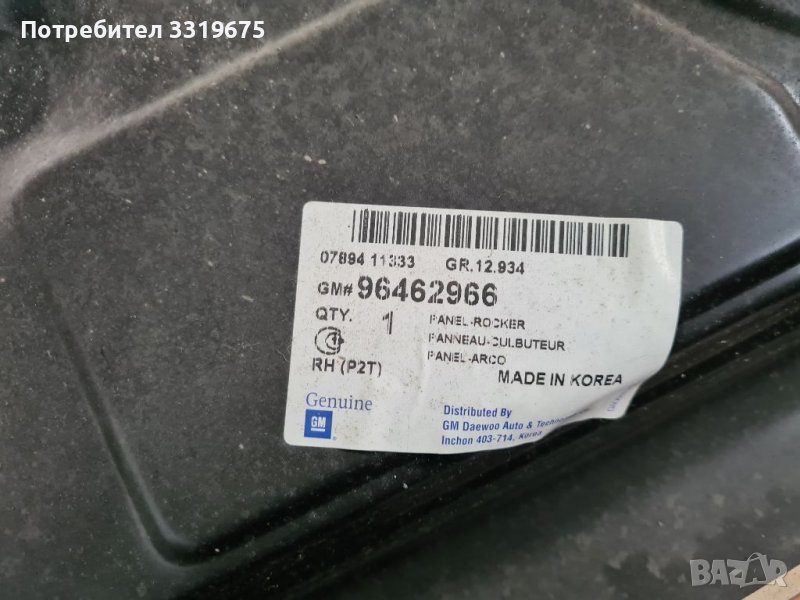 Потребител 3319675
07894 11333 GR.12.934
GM# 96462966
QTY. 1 PANEL-ROCKER
PANNEAU-CULBUTEUR
PANEL-ARCO
RH (P2T) MADE IN KOREA
Genuine
GM
Distributed By
GM Daewoo Auto &
Inchon 403-714, Korea
BAZAR